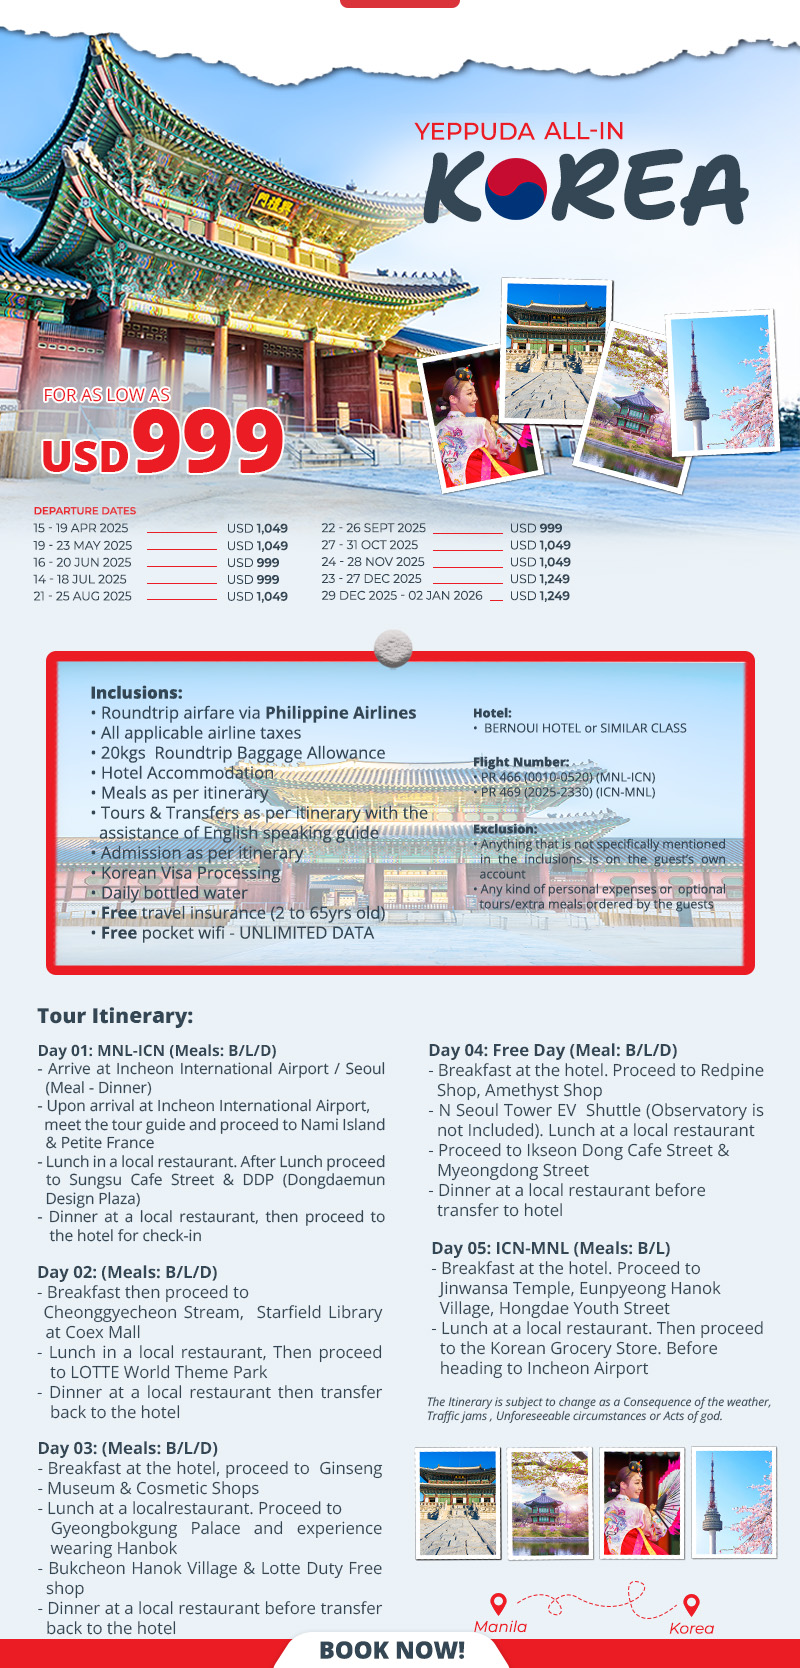 YEPPUDA ALL-IN
KOREA
FOR AS LOW AS
USD 999
DEPARTURE DATES
15 - 19 APR 2025 USD 1,049
19 - 23 MAY 2025 USD 1,049
16 - 20 JUN 2025 USD 999
14 - 18 JUL 2025 USD 999
21 - 25 AUG 2025 USD 1,049
22 - 26 SEPT 2025 USD 999
27 - 31 OCT 2025 USD 1,049
24 - 28 NOV 2025 USD 1,049
23 - 27 DEC 2025 USD 1,249
29 DEC 2025 - 02 JAN 2026 USD 1,249
Inclusions:
• Roundtrip airfare via Philippine Airlines
• All applicable airline taxes
• 20kgs Roundtrip Baggage Allowance
• Hotel Accommodation
• Meals as per itinerary
• Tours & Transfers as per itinerary with the
assistance of English speaking guide
• Admission as per itinerary
• Korean Visa Processing
• Daily bottled water
• Free travel insurance (2 to 65yrs old)
• Free pocket wifi - UNLIMITED DATA
Hotel:
• BERNOUI HOTEL or SIMILAR CLASS
Flight Number:
• PR 466 (0010-0520) (MNL-ICN)
• PR 469 (2025-2330) (ICN-MNL)
Exclusion:
• Anything that is not specifically mentioned
in the inclusions is on the guest's own
account
• Any kind of personal expenses or optional
tours/extra meals ordered by the guests
Tour Itinerary:
Day 01: MNL-ICN (Meals: B/L/D)
- Arrive at Incheon International Airport / Seoul
(Meal - Dinner)
- Upon arrival at Incheon International Airport,
meet the tour guide and proceed to Nami Island
& Petite France
- Lunch in a local restaurant. After Lunch proceed
to Sungsu Cafe Street & DDP (Dongdaemun
Design Plaza)
- Dinner at a local restaurant, then proceed to
the hotel for check-in
Day 02: (Meals: B/L/D)
- Breakfast then proceed to
Cheonggyecheon Stream, Starfield Library
at Coex Mall
- Lunch in a local restaurant, Then proceed
to LOTTE World Theme Park
- Dinner at a local restaurant then transfer
back to the hotel
Day 03: (Meals: B/L/D)
- Breakfast at the hotel, proceed to Ginseng
- Museum & Cosmetic Shops
- Lunch at a localrestaurant. Proceed to
Gyeongbokgung Palace and experience
wearing Hanbok
- Bukcheon Hanok Village & Lotte Duty Free
shop
- Dinner at a local restaurant before transfer
back to the hotel
Day 04: Free Day (Meal: B/L/D)
- Breakfast at the hotel. Proceed to Redpine
Shop, Amethyst Shop
- N Seoul Tower EV Shuttle (Observatory is
not Included). Lunch at a local restaurant
- Proceed to Ikseon Dong Cafe Street &
Myeongdong Street
- Dinner at a local restaurant before
transfer to hotel
Day 05: ICN-MNL (Meals: B/L)
- Breakfast at the hotel. Proceed to
Jinwansa Temple, Eunpyeong Hanok
Village, Hongdae Youth Street
- Lunch at a local restaurant. Then proceed
to the Korean Grocery Store. Before
heading to Incheon Airport
The Itinerary is subject to change as a Consequence of the weather,
Traffic jams , Unforeseeable circumstances or Acts of god.
Manila
Korea
BOOK NOW!